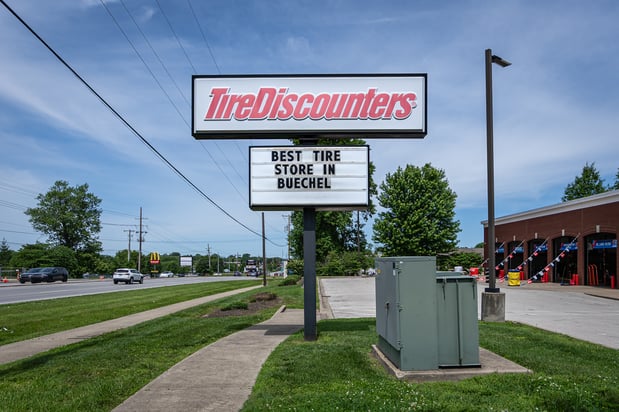 TireDiscounters®
BEST TIRE
STORE IN
BUECHEL